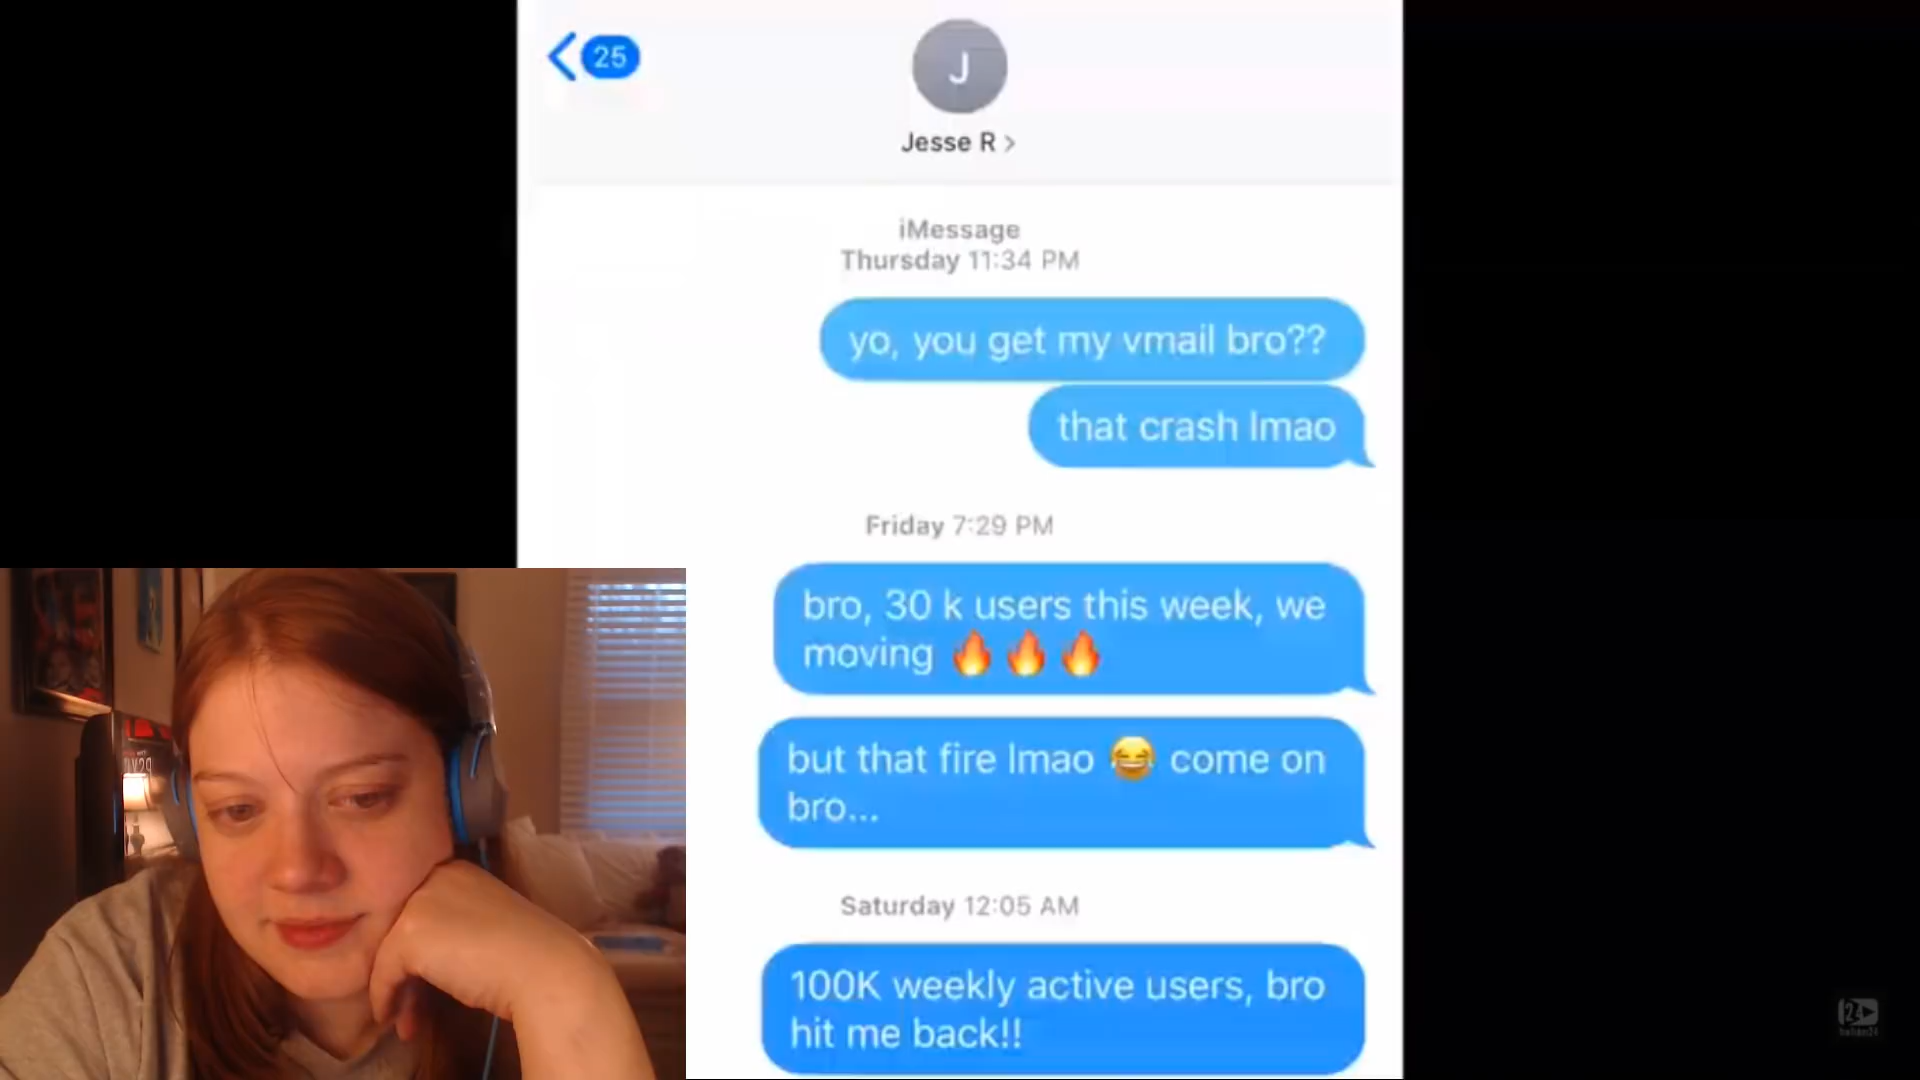 25
J
Jesse R >
iMessage
Thursday 11:34 PM
yo, you get my vmail bro??
that crash lmao
Friday 7:29 PM
bro, 30 k users this week, we
moving 🔥🔥🔥
but that fire lmao 😂 come on
bro...
Saturday 12:05 AM
100K weekly active users, bro
hit me back!!
24